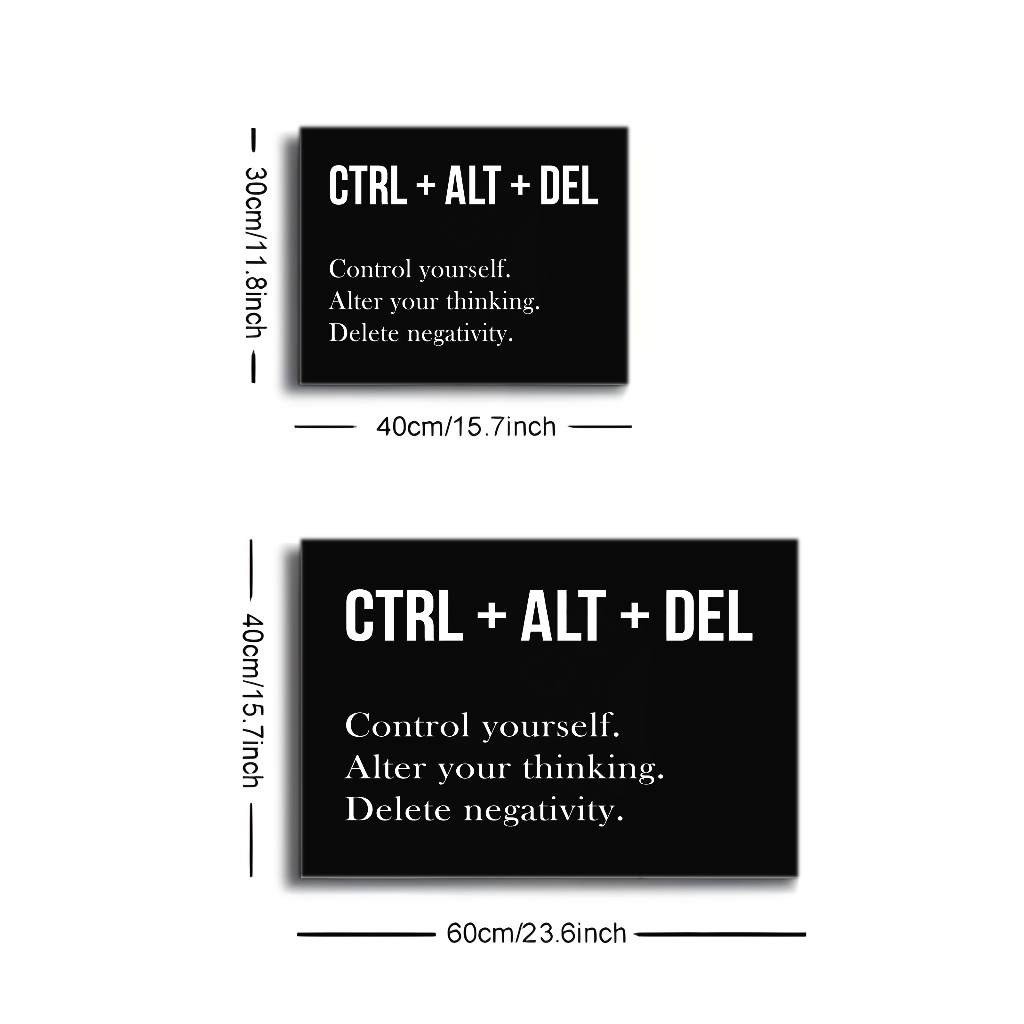 30cm/11.8inch
CTRL + ALT + DEL
Control yourself.
Alter your thinking.
Delete negativity.
40cm/15.7inch
40cm/15.7inch
CTRL + ALT + DEL
Control yourself.
Alter your thinking.
Delete negativity.
60cm/23.6inch